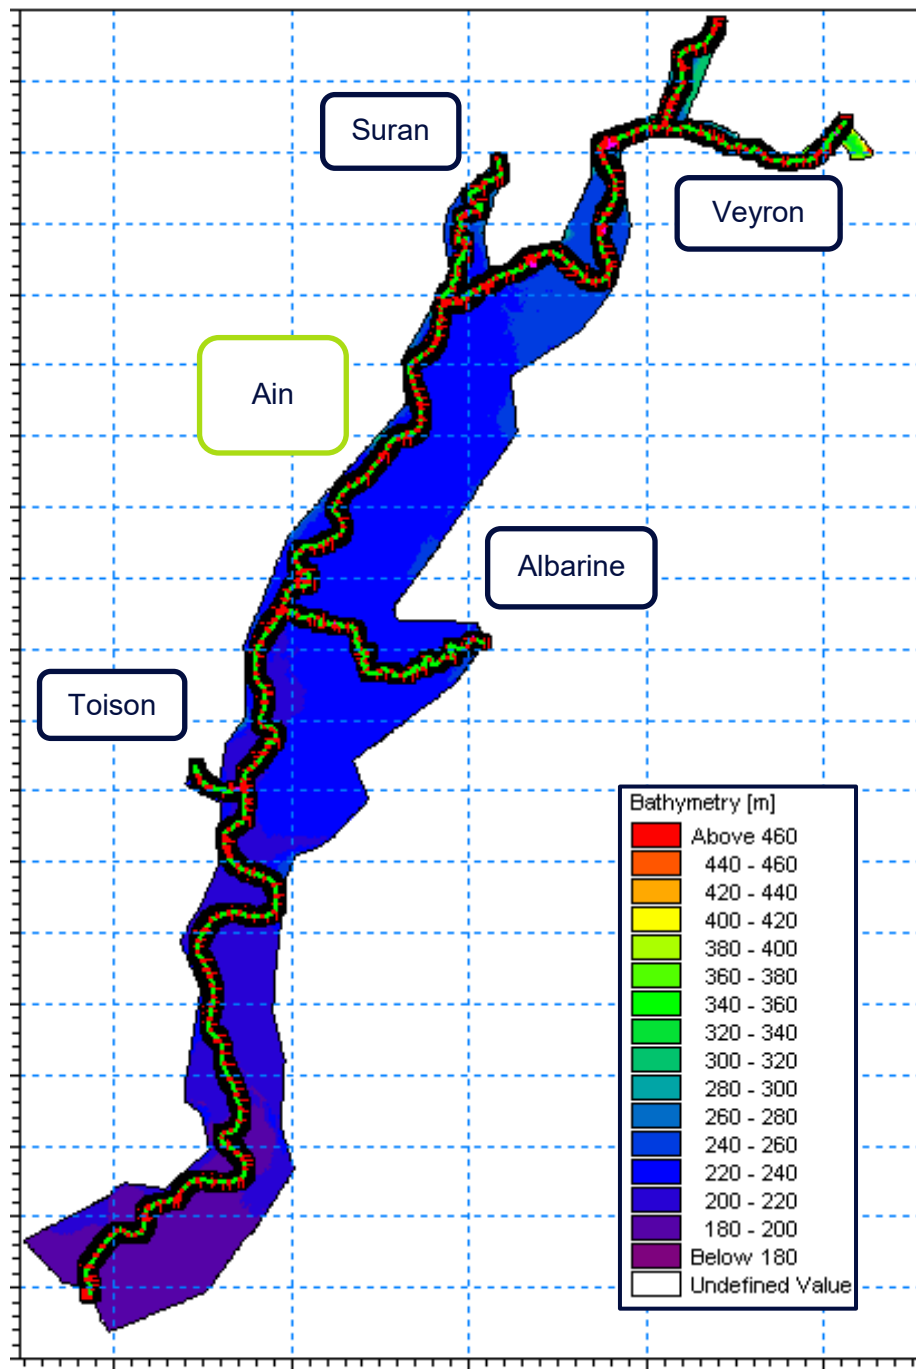 Suran
Veyron
Ain
Albarine
Toison
Bathymetry [m]
Above 460
440 - 460
420 - 440
400 - 420
380 - 400
360 - 380
340 - 360
320 - 340
300 - 320
280 - 300
260 - 280
240 - 260
220 - 240
200 - 220
180 - 200
Below 180
Undefined Value